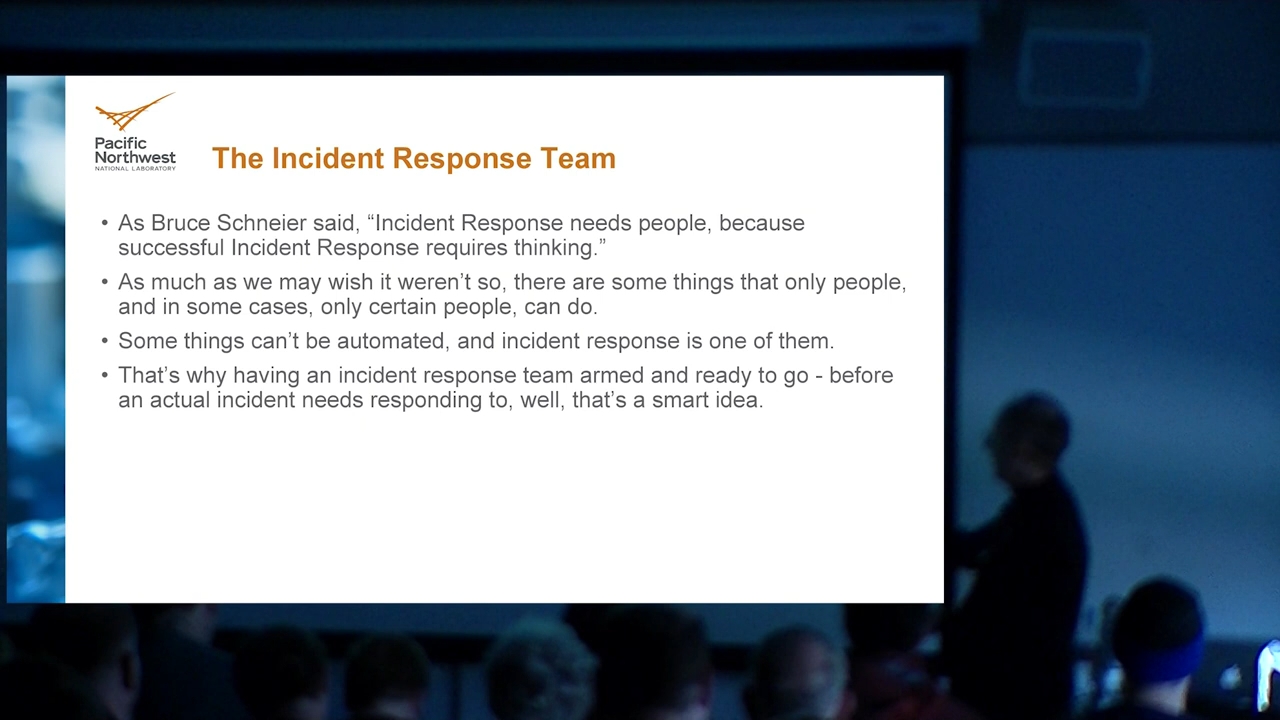 Pacific
Northwest
NATIONAL LABORATORY
The Incident Response Team
• As Bruce Schneier said, “Incident Response needs people, because
successful Incident Response requires thinking.”
• As much as we may wish it weren’t so, there are some things that only people,
and in some cases, only certain people, can do.
• Some things can’t be automated, and incident response is one of them.
• That’s why having an incident response team armed and ready to go - before
an actual incident needs responding to, well, that’s a smart idea.